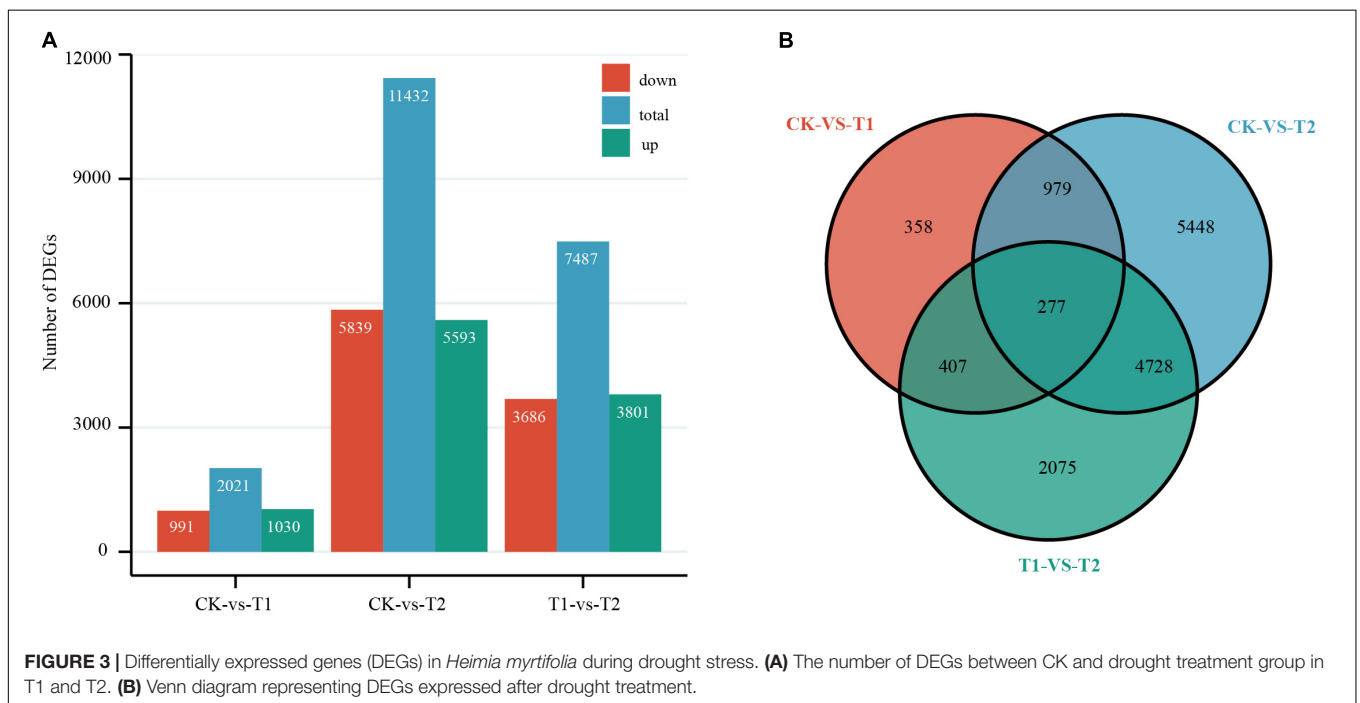 A
12000
9000
6000
3000
0
Number of DEGs
down
total
up
991
2021
1030
5839
11432
5593
3686
7487
3801
CK-vs-T1
CK-vs-T2
T1-vs-T2
B
CK-VS-T1
CK-VS-T2
979
358
5448
277
407
4728
2075
T1-VS-T2
FIGURE 3 | Differentially expressed genes (DEGs) in Heimia myrtifolia during drought stress. (A) The number of DEGs between CK and drought treatment group in
T1 and T2. (B) Venn diagram representing DEGs expressed after drought treatment.